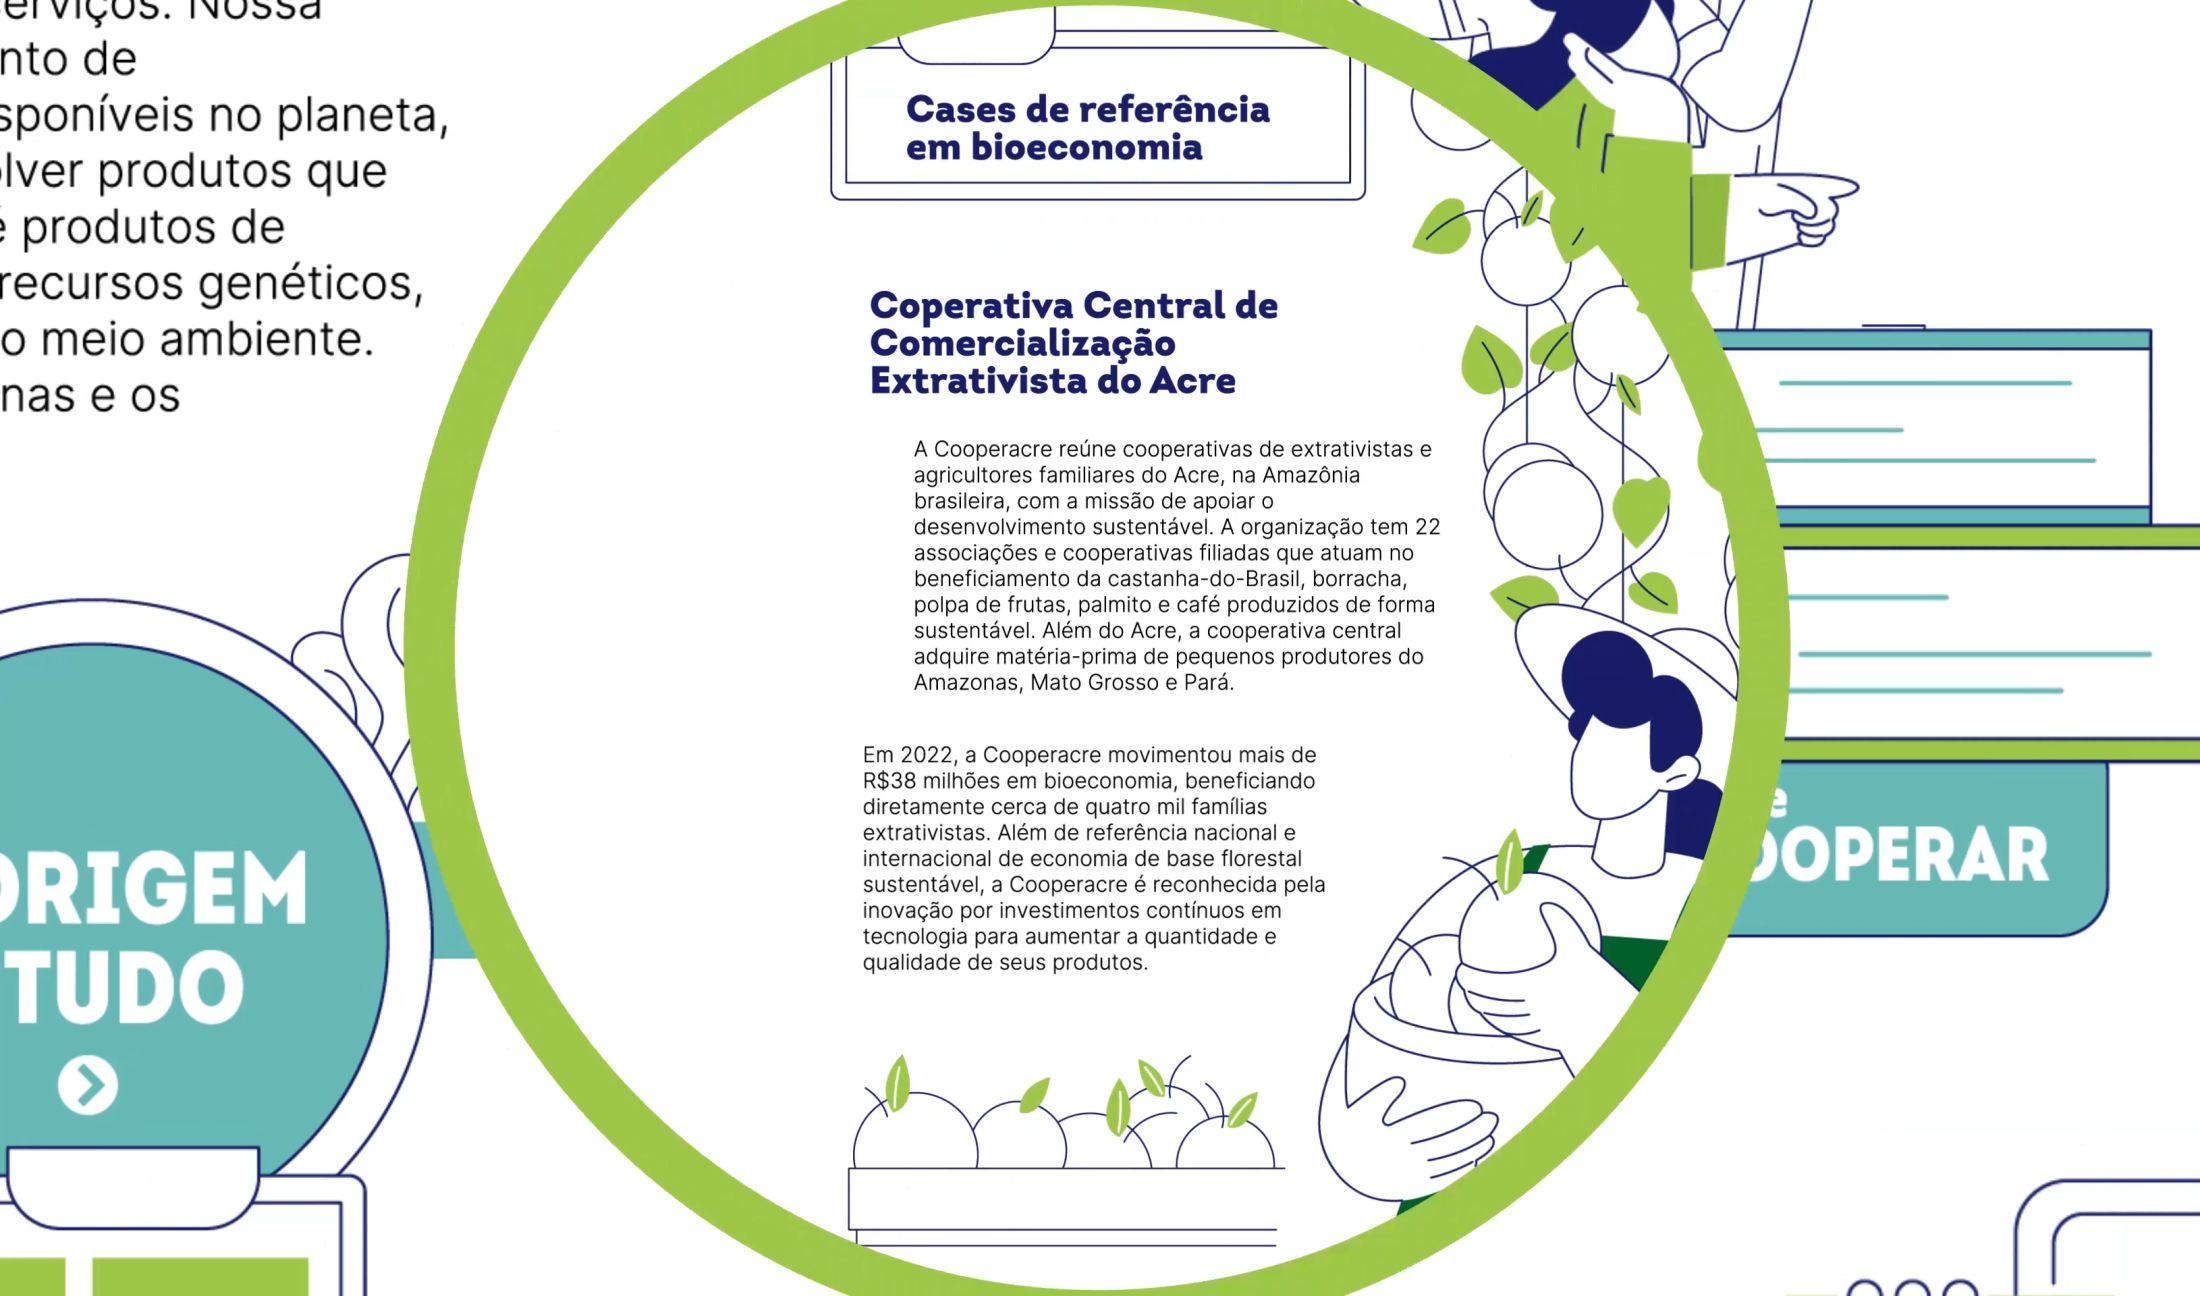 serviços. Nossa
nto de
sponíveis no planeta,
lver produtos que
é produtos de
recursos genéticos,
o meio ambiente.
nas e os
Cases de referência
em bioeconomia
Coperativa Central de
Comercialização
Extrativista do Acre
A Cooperacre reúne cooperativas de extrativistas e
agricultores familiares do Acre, na Amazônia
brasileira, com a missão de apoiar o
desenvolvimento sustentável. A organização tem 22
associações e cooperativas filiadas que atuam no
beneficiamento da castanha-do-Brasil, borracha,
polpa de frutas, palmito e café produzidos de forma
sustentável. Além do Acre, a cooperativa central
adquire matéria-prima de pequenos produtores do
Amazonas, Mato Grosso e Pará.
Em 2022, a Cooperacre movimentou mais de
R$38 milhões em bioeconomia, beneficiando
diretamente cerca de quatro mil famílias
extrativistas. Além de referência nacional e
internacional de economia de base florestal
sustentável, a Cooperacre é reconhecida pela
inovação por investimentos contínuos em
tecnologia para aumentar a quantidade e
qualidade de seus produtos.
ORIGEM
TUDO
e
OOPERAR